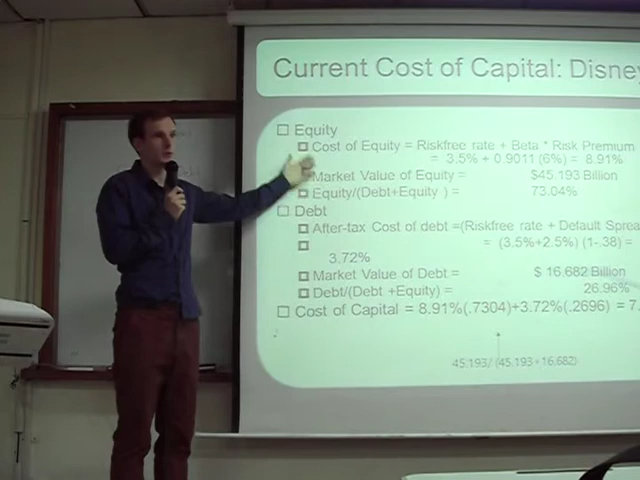 Current Cost of Capital: Disney
Equity
Cost of Equity = Riskfree rate + Beta * Risk Premium
= 3.5% + 0.9011 (6%) = 8.91%
Market Value of Equity = $45.193 Billion
Equity/(Debt+Equity ) = 73.04%
Debt
After-tax Cost of debt =(Riskfree rate + Default Sprea
= (3.5%+2.5%) (1-.38) =
3.72%
Market Value of Debt = $ 16.682 Billion
Debt/(Debt +Equity) = 26.96%
Cost of Capital = 8.91%(.7304)+3.72%(.2696) = 7.
45.193/ (45.193+16.682)